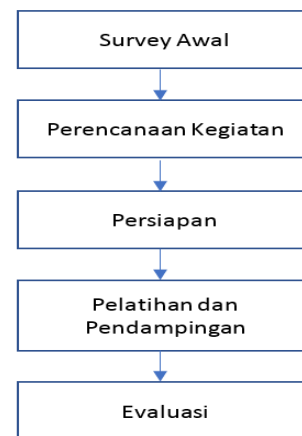 Survey Awal
Perencanaan Kegiatan
Persiapan
Pelatihan dan
Pendampingan
Evaluasi